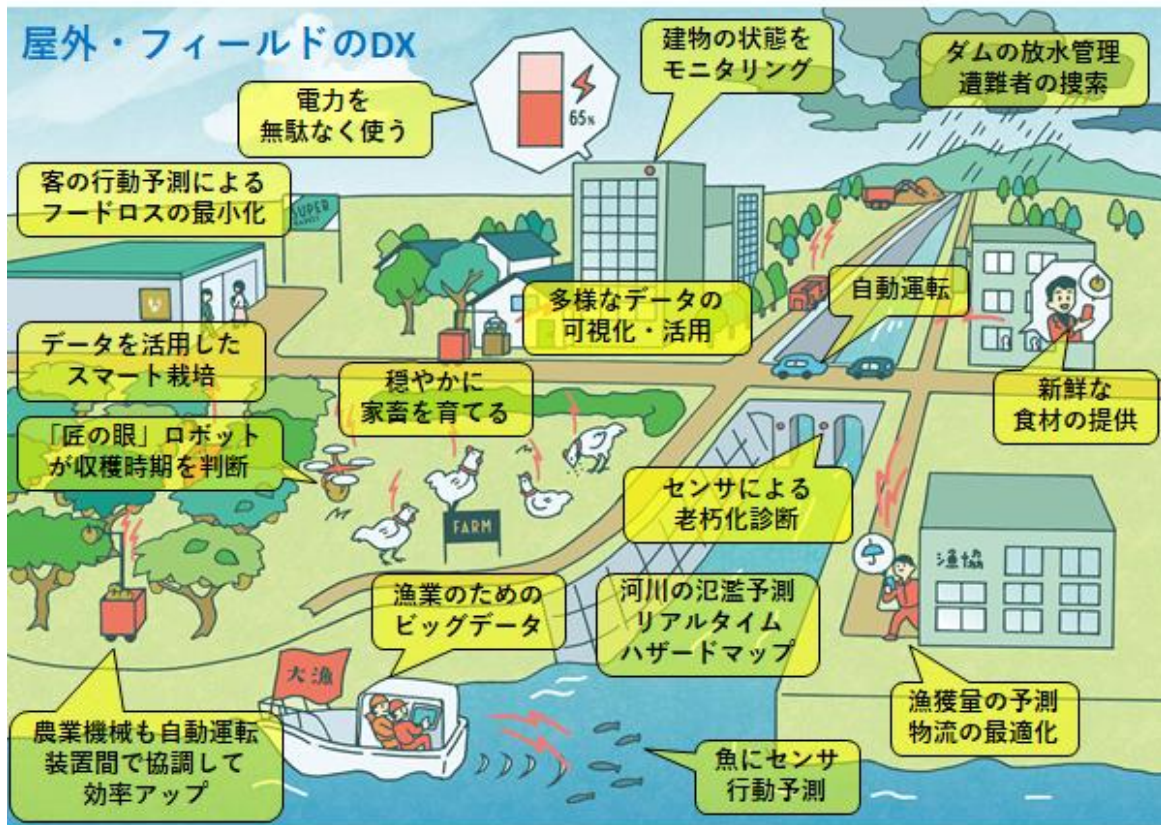 屋外・フィールドのDX
電力を
無駄なく使う
65%
建物の状態を
モニタリング
ダムの放水管理
遭難者の捜索
客の行動予測による
フードロスの最小化
SUPER
多様なデータの
可視化・活用
自動運転
データを活用した
スマート栽培
穏やかに
家畜を育てる
新鮮な
食材の提供
「匠の眼」ロボット
が収穫時期を判断
センサによる
老朽化診断
FARM
漁協
漁業のための
ビッグデータ
河川の氾濫予測
リアルタイム
ハザードマップ
大漁
漁獲量の予測
物流の最適化
農業機械も自動運転
装置間で協調して
効率アップ
魚にセンサ
行動予測